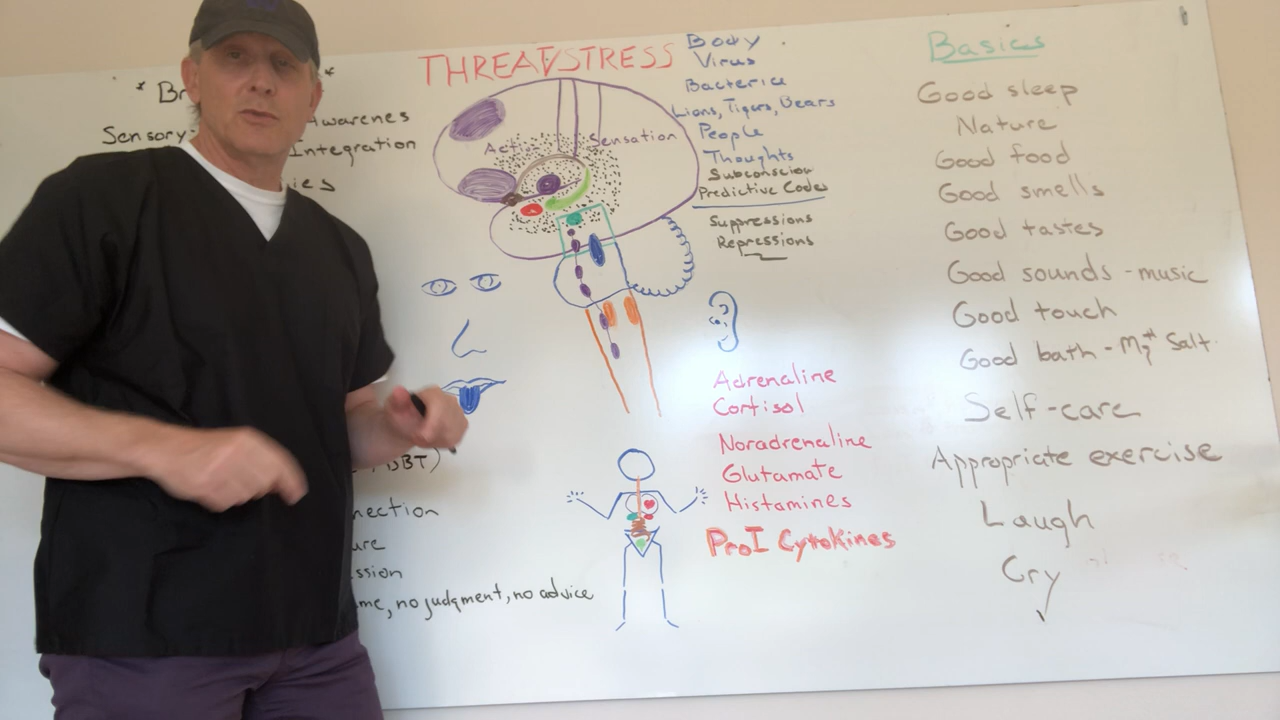 THREAT/STRESS
Body
Virus
Bacteria
Lions, Tigers, Bears
People
Thoughts
Subconscious
Predictive Codes
Suppressions
Repressions
Basics
Good sleep
Nature
Good food
Good smells
Good tastes
Good sounds - music
Good touch
Good bath - Mg++ Salt
Self-care
Appropriate exercise
Laugh
Cry
* Br *
Sensory- Awarenes
Integration
ies
Sensation
Adrenaline
Cortisol
Noradrenaline
Glutamate
Histamines
ProI Cytokines
nection
ure
ssion
me, no judgment, no advice